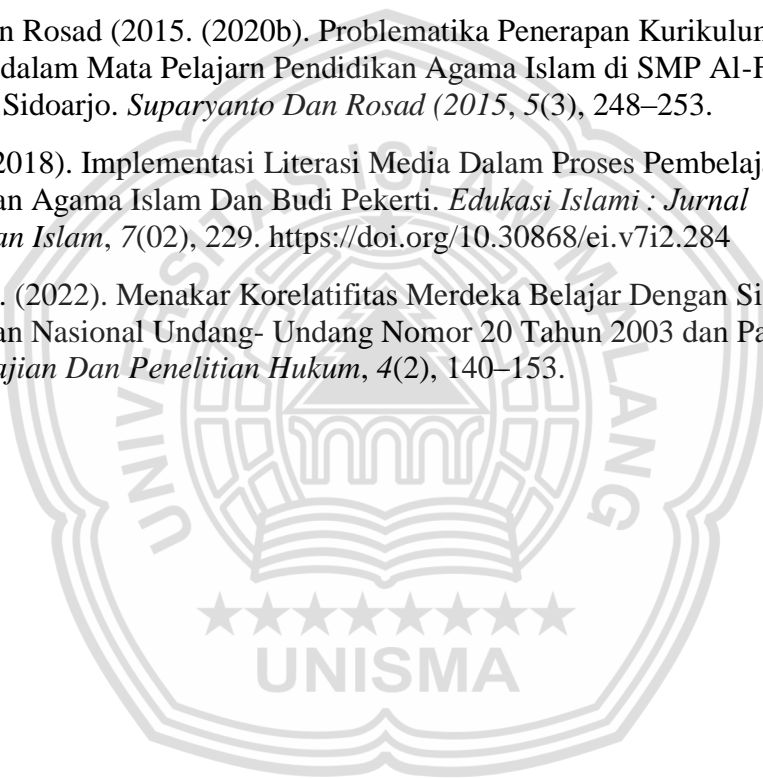 n Rosad (2015. (2020b). Problematika Penerapan Kurikulum
dalam Mata Pelajarn Pendidikan Agama Islam di SMP Al-F
Sidoarjo. Suparyanto Dan Rosad (2015, 5(3), 248–253.
2018). Implementasi Literasi Media Dalam Proses Pembelaja
an Agama Islam Dan Budi Pekerti. Edukasi Islami : Jurnal
an Islam, 7(02), 229. https://doi.org/10.30868/ei.v7i2.284
. (2022). Menakar Korelatifitas Merdeka Belajar Dengan Si
an Nasional Undang- Undang Nomor 20 Tahun 2003 dan Pa
ajian Dan Penelitian Hukum, 4(2), 140–153.
UNIVERSITAS ISLAM MALANG
UNISMA